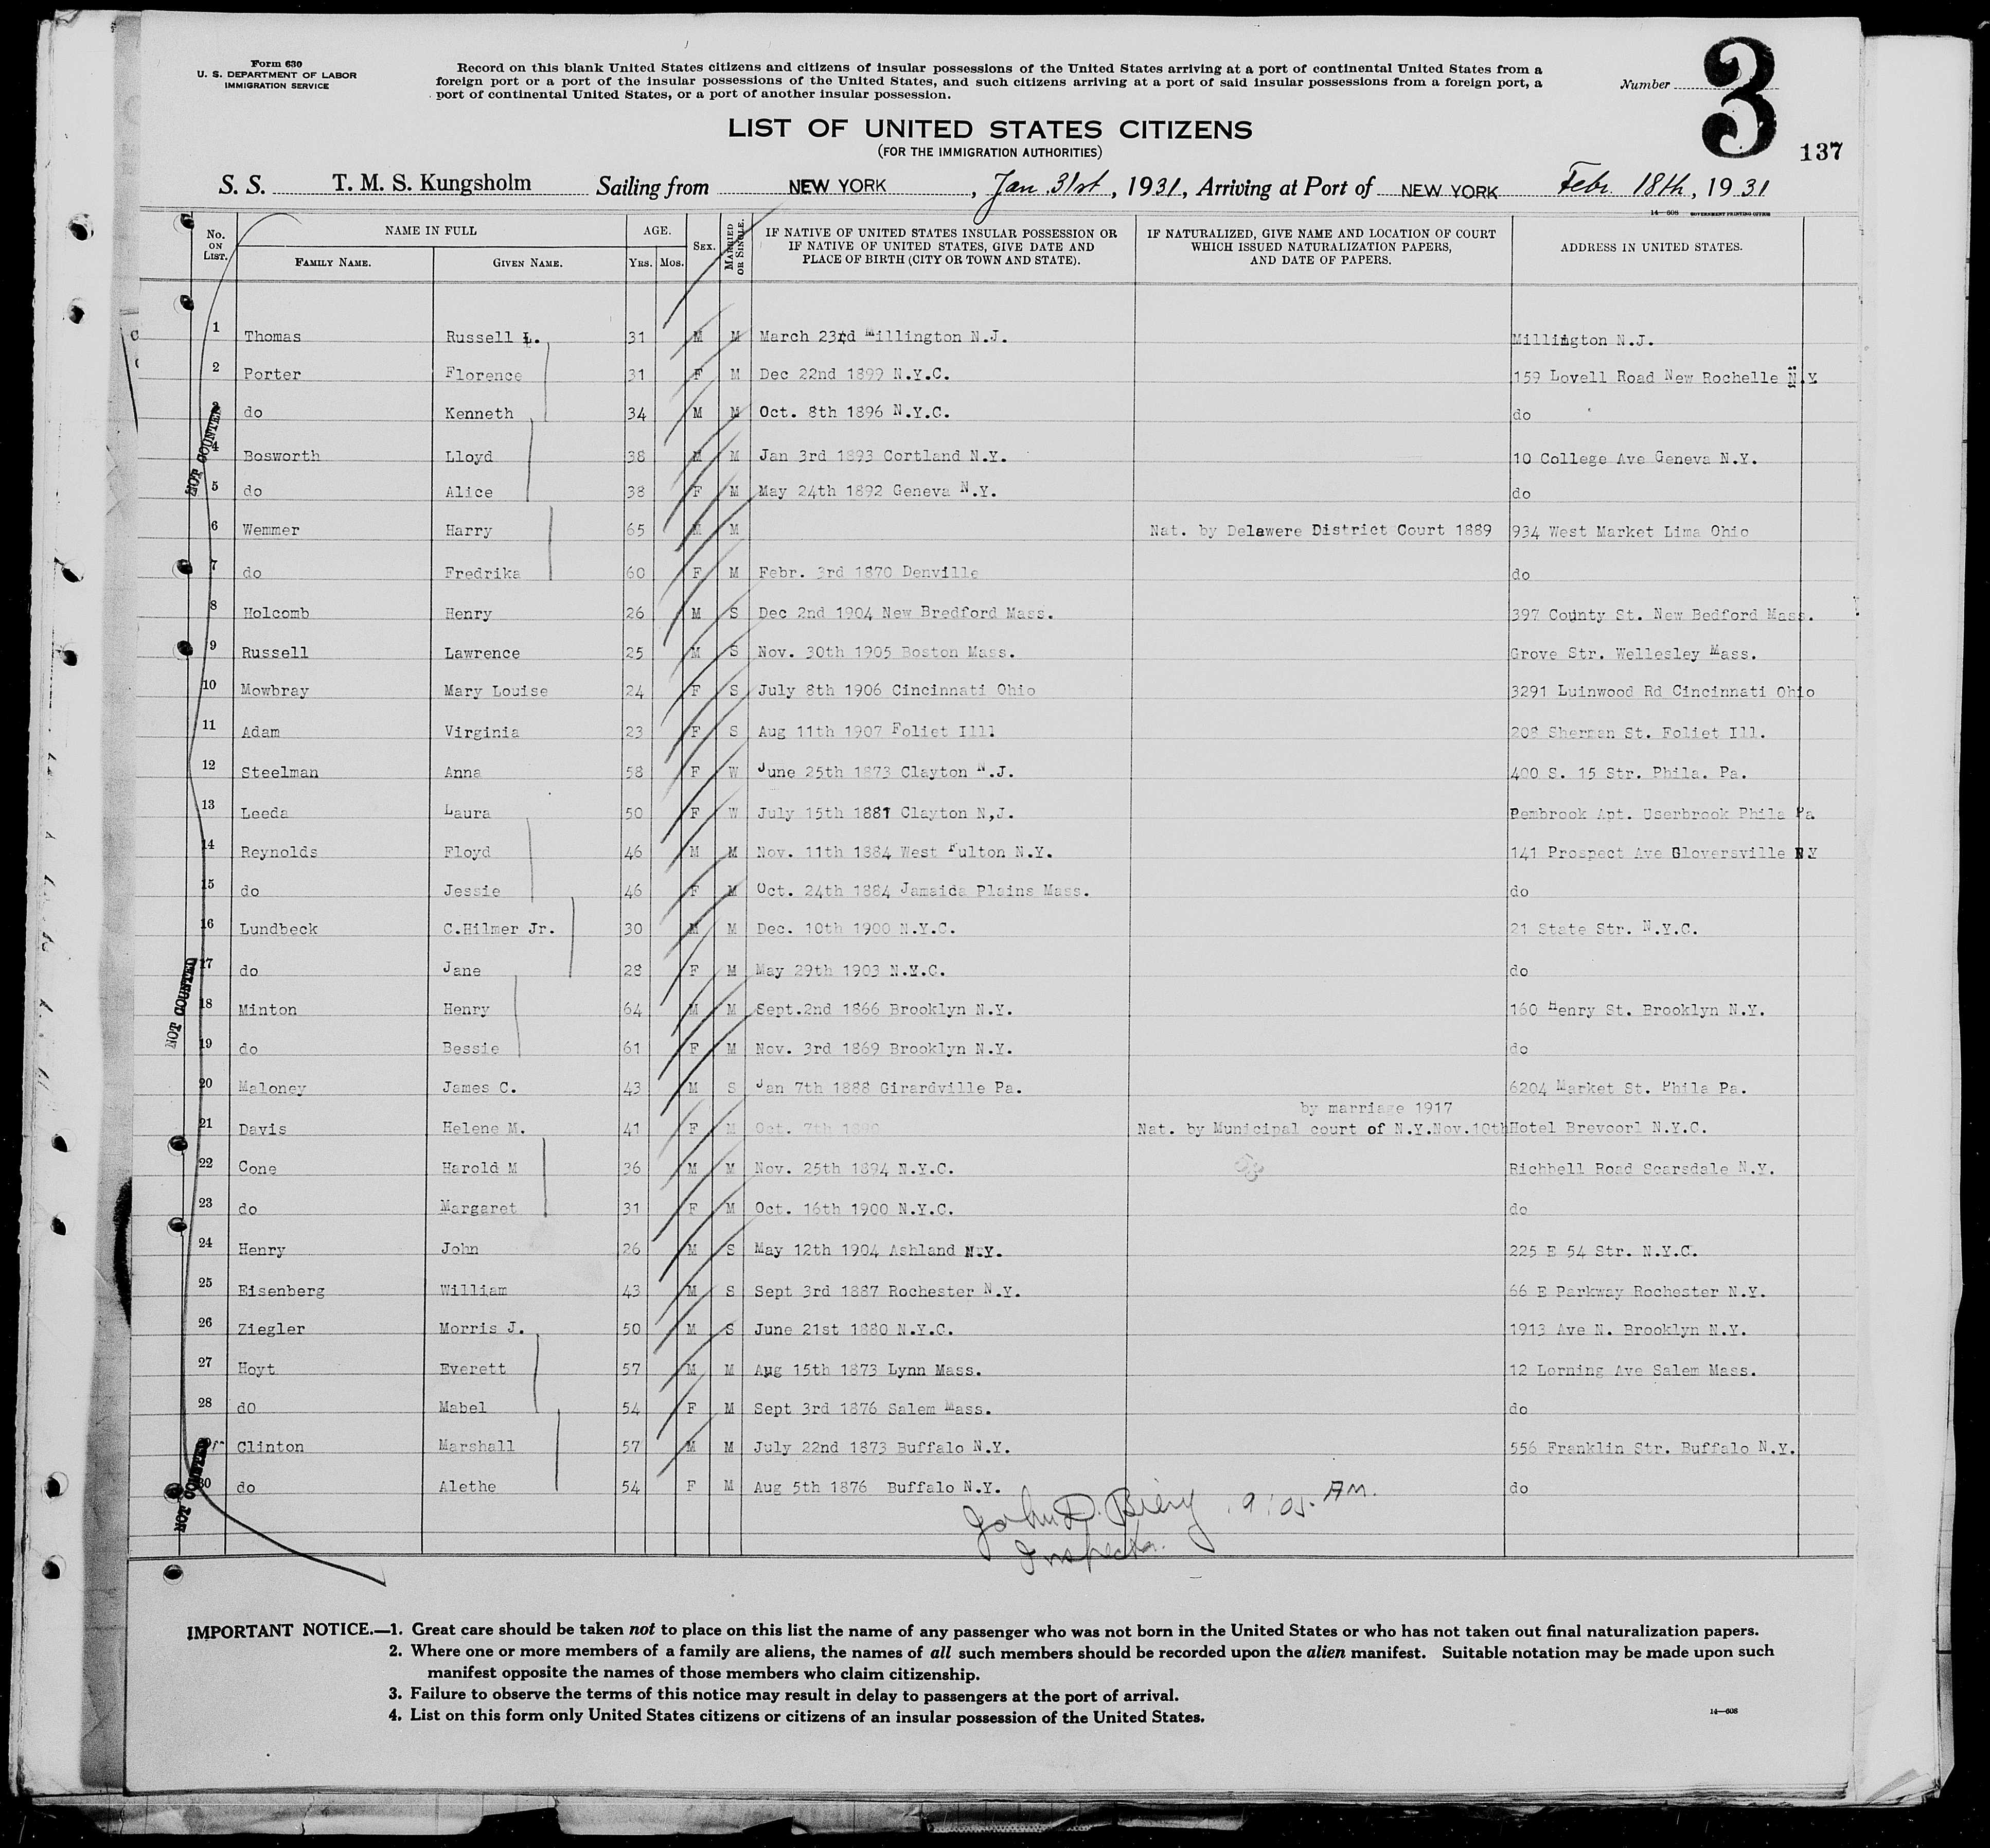 Form 630
U. S. DEPARTMENT OF LABOR
IMMIGRATION SERVICE
Record on this blank United States citizens and citizens of insular possessions of the United States arriving at a port of continental United States from a
foreign port or a port of the insular possessions of the United States, and such citizens arriving at a port of said insular possessions from a foreign port, a
port of continental United States, or a port of another insular possession.
Number 3
137
LIST OF UNITED STATES CITIZENS
(FOR THE IMMIGRATION AUTHORITIES)
S. S. T. M. S. Kungsholm Sailing from NEW YORK, Jan 31st, 1931, Arriving at Port of NEW YORK Febr. 18th, 1931
14—608 GOVERNMENT PRINTING OFFICE
No. ON LIST. NAME IN FULL AGE. SEX. MARRIED OR SINGLE. IF NATIVE OF UNITED STATES INSULAR POSSESSION OR IF NATIVE OF UNITED STATES, GIVE DATE AND PLACE OF BIRTH (CITY OR TOWN AND STATE). IF NATURALIZED, GIVE NAME AND LOCATION OF COURT WHICH ISSUED NATURALIZATION PAPERS, AND DATE OF PAPERS. ADDRESS IN UNITED STATES.
FAMILY NAME. GIVEN NAME. YRS. MOS.
1 Thomas Russell L. 31 M M March 23rd Millington N.J. Millington N.J.
2 Porter Florence 31 F M Dec 22nd 1899 N.Y.C. 159 Lovell Road New Rochelle N.Y
3 do Kenneth 34 M M Oct. 8th 1896 N.Y.C. do
4 Bosworth Lloyd 38 M M Jan 3rd 1893 Cortland N.Y. 10 College Ave Geneva N.Y.
5 do Alice 38 F M May 24th 1892 Geneva N.Y. do
6 Wemmer Harry 65 M M Nat. by Delawere District Court 1889 934 West Market Lima Ohio
7 do Fredrika 60 F M Febr. 3rd 1870 Denville do
8 Holcomb Henry 26 M S Dec 2nd 1904 New Bredford Mass. 397 County St. New Bedford Mass.
9 Russell Lawrence 25 M S Nov. 30th 1905 Boston Mass. Grove Str. Wellesley Mass.
10 Mowbray Mary Louise 24 F S July 8th 1906 Cincinnati Ohio 3291 Luinwood Rd Cincinnati Ohio
11 Adam Virginia 23 F S Aug 11th 1907 Foliet Illl 208 Sherman St. Foliet Ill.
12 Steelman Anna 58 F W June 25th 1873 Clayton N.J. 400 S. 15 Str. Phila. Pa.
13 Leeda Laura 50 F W July 15th 1881 Clayton N,J. Pembrook Apt. Userbrook Phila Pa
14 Reynolds Floyd 46 M M Nov. 11th 1884 West Fulton N.Y. 141 Prospect Ave Gloversville N.Y
15 do Jessie 46 F M Oct. 24th 1884 Jamaida Plains Mass. do
16 Lundbeck C.Hilmer Jr. 30 M M Dec. 10th 1900 N.Y.C. 21 State Str. N.Y.C.
17 do Jane 28 F M May 29th 1903 N.Y.C. do
18 Minton Henry 64 M M Sept.2nd 1866 Brooklyn N.Y. 160 Henry St. Brooklyn N.Y.
19 do Bessie 61 F M Nov. 3rd 1869 Brooklyn N.Y. do
20 Maloney James C. 43 M S Jan 7th 1888 Girardville Pa. 6204 Market St. Phila Pa.
by marriage 1917
21 Davis Helene M. 41 F M Oct. 7th 1890 Nat. by Municipal court of N.Y.Nov.10th Hotel Brevoorl N.Y.C.
22 Cone Harold M 36 M M Nov. 25th 1894 N.Y.C. Richbell Road Scarsdale N.Y.
23 do Margaret 31 F M Oct. 16th 1900 N.Y.C. do
24 Henry John 26 M S May 12th 1904 Ashland N.Y. 225 E 54 Str. N.Y.C.
25 Eisenberg William 43 M S Sept 3rd 1887 Rochester N.Y. 66 E Parkway Rochester N.Y.
26 Ziegler Morris J. 50 M S June 21st 1880 N.Y.C. 1913 Ave N. Brooklyn N.Y.
27 Hoyt Everett 57 M M Aug 15th 1873 Lynn Mass. 12 Lorning Ave Salem Mass.
28 dO Mabel 54 F M Sept 3rd 1876 Salem Mass. do
Clinton Marshall 57 M M July 22nd 1873 Buffalo N.Y. 556 Franklin Str. Buffalo N.Y.
30 do Alethe 54 F M Aug 5th 1876 Buffalo N.Y. do
NOT COUNTED
NOT COUNTED
NOT COUNTED
John D. Biery 9:05 AM.
Inspector.
IMPORTANT NOTICE.—1. Great care should be taken not to place on this list the name of any passenger who was not born in the United States or who has not taken out final naturalization papers.
2. Where one or more members of a family are aliens, the names of all such members should be recorded upon the alien manifest. Suitable notation may be made upon such
manifest opposite the names of those members who claim citizenship.
3. Failure to observe the terms of this notice may result in delay to passengers at the port of arrival.
4. List on this form only United States citizens or citizens of an insular possession of the United States.
14—608